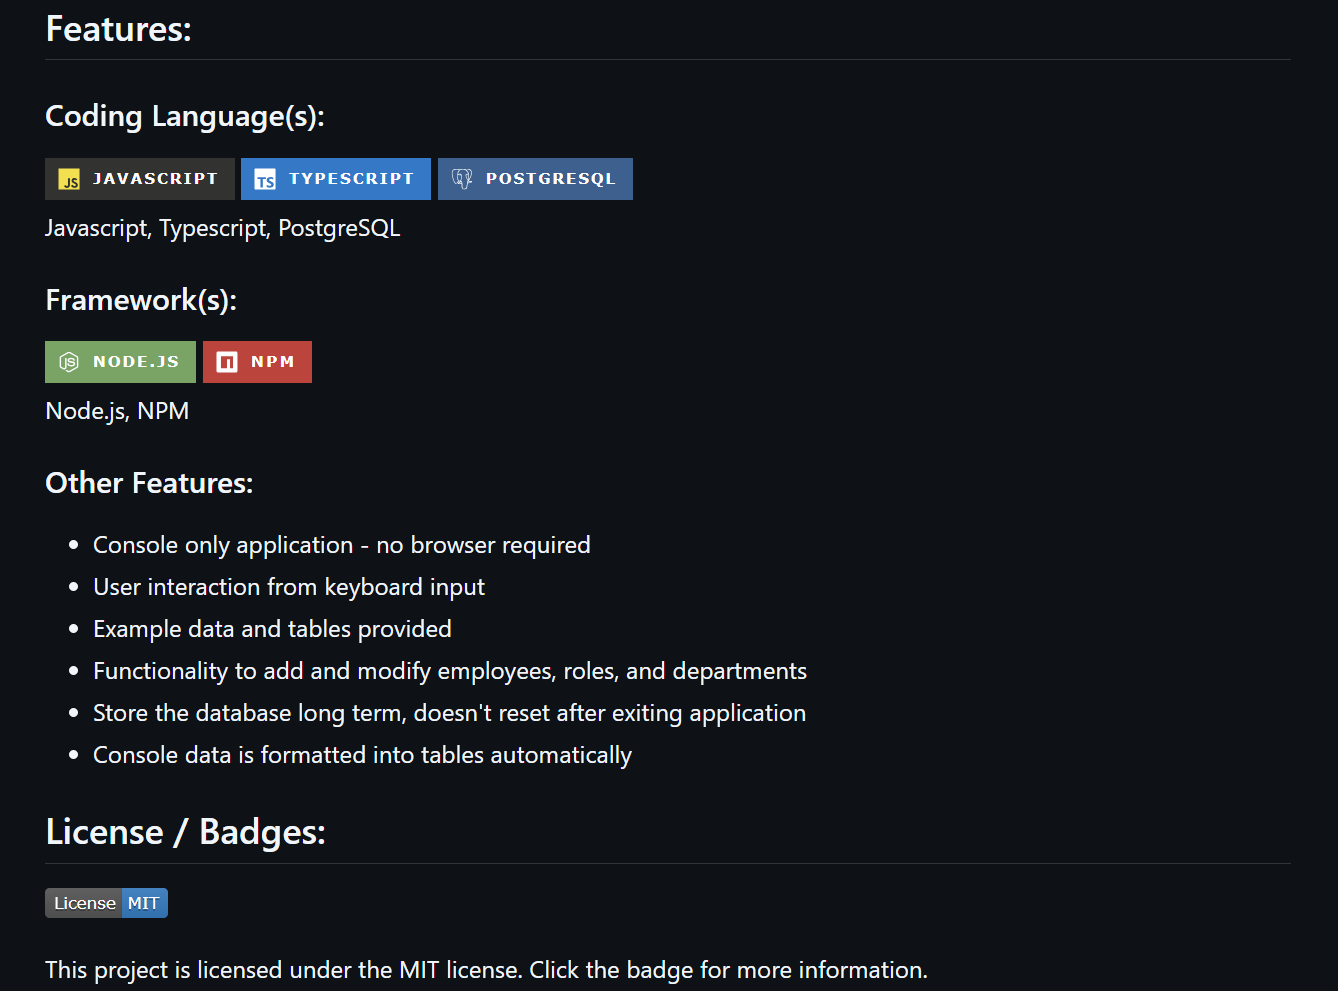 Features:
Coding Language(s):
JS JAVASCRIPT TS TYPESCRIPT POSTGRESQL
Javascript, Typescript, PostgreSQL
Framework(s):
JS NODE.JS n NPM
Node.js, NPM
Other Features:
• Console only application - no browser required
• User interaction from keyboard input
• Example data and tables provided
• Functionality to add and modify employees, roles, and departments
• Store the database long term, doesn't reset after exiting application
• Console data is formatted into tables automatically
License / Badges:
License MIT
This project is licensed under the MIT license. Click the badge for more information.